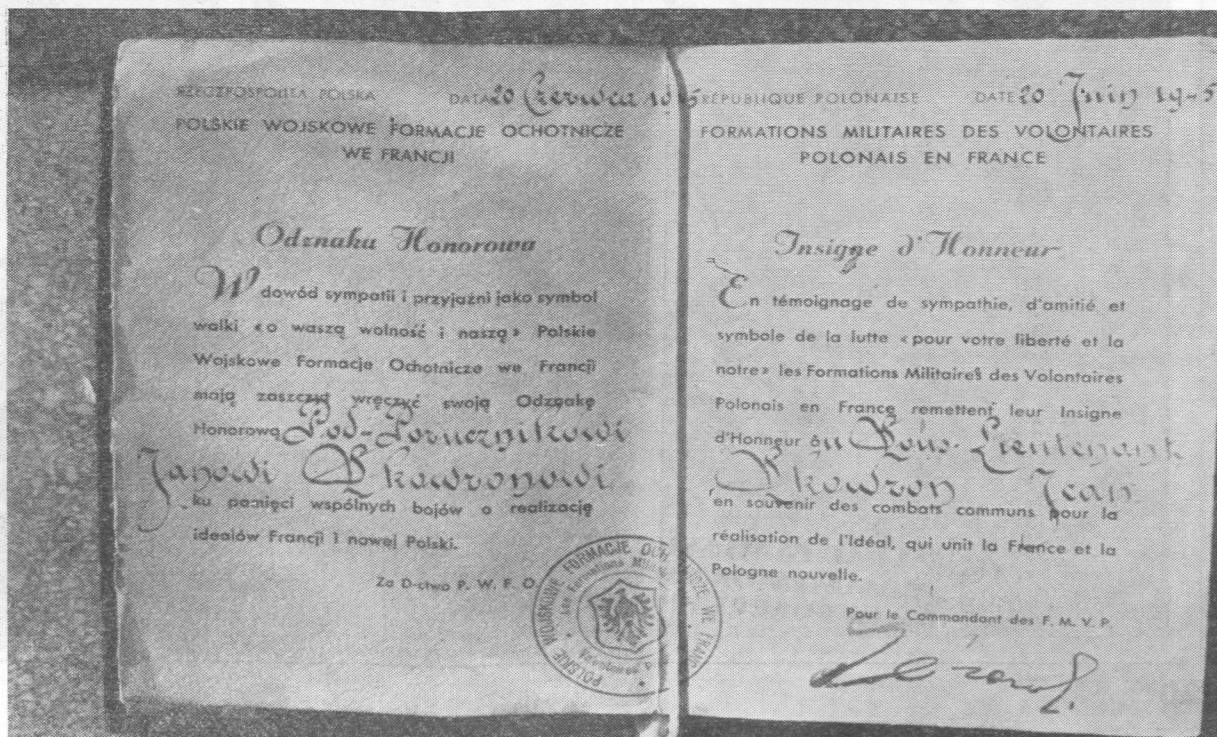 RZECZPOSPOLITA POLSKA DATA 20 Czerwca
POLSKIE WOJSKOWE FORMACJE OCHOTNICZE
WE FRANCJI
Odznaka Honorowa
W dowód sympatii i przyjaźni jako symbol
walki «o waszą wolność i naszą» Polskie
Wojskowe Formacje Ochotnicze we Francji
mają zaszczyt wręczyć swoją Odznakę
Honorową Pod-Porucznikowi
Janowi Skowronowi
ku pamięci wspólnych bojów o realizację
ideałów Francji i nowej Polski.
Za D-ctwo P. W. F. O.
RÉPUBLIQUE POLONAISE DATE 20 Juin 19-5
FORMATIONS MILITAIRES DES VOLONTAIRES
POLONAIS EN FRANCE
Insigne d'Honneur
En témoignage de sympathie, d'amitié et
symbole de la lutte «pour votre liberté et la
notre» les Formations Militaires des Volontaires
Polonais en France remettent leur Insigne
d'Honneur au Sous-Lieutenant
Skowron Jean
en souvenir des combats communs pour la
réalisation de l'Idéal, qui unit la France et la
Pologne nouvelle.
Pour le Commandant des F. M. V. P.
POLSKIE WOJSKOWE FORMACJE OCHOTNICZE WE FRANCJI